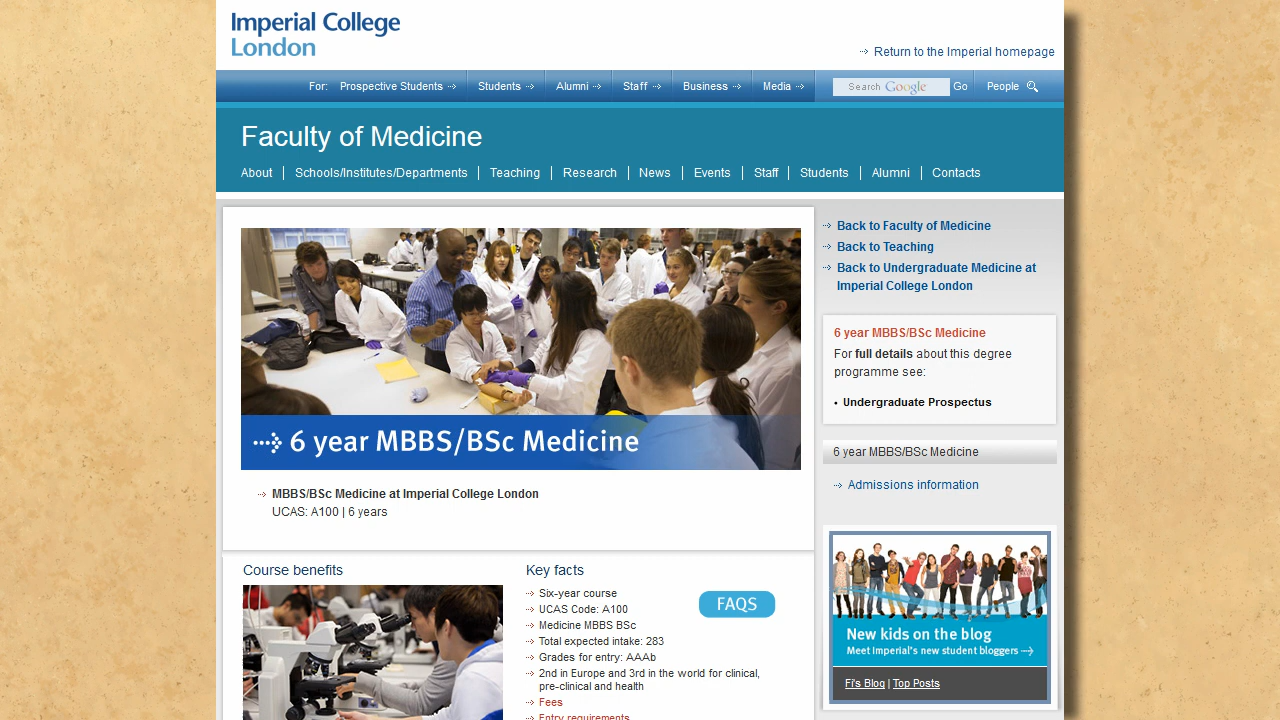 Imperial College
London
Return to the Imperial homepage
For: Prospective Students Students Alumni Staff Business Media Search Google Go People
Faculty of Medicine
About Schools/Institutes/Departments Teaching Research News Events Staff Students Alumni Contacts
6 year MBBS/BSc Medicine
MBBS/BSc Medicine at Imperial College London
UCAS: A100 | 6 years
Course benefits
Key facts
Six-year course
UCAS Code: A100
Medicine MBBS BSc
Total expected intake: 283
Grades for entry: AAAb
2nd in Europe and 3rd in the world for clinical,
pre-clinical and health
Fees
Entry requirements
FAQS
Back to Faculty of Medicine
Back to Teaching
Back to Undergraduate Medicine at
Imperial College London
6 year MBBS/BSc Medicine
For full details about this degree
programme see:
• Undergraduate Prospectus
6 year MBBS/BSc Medicine
Admissions information
New kids on the blog
Meet Imperial's new student bloggers
Fi's Blog | Top Posts